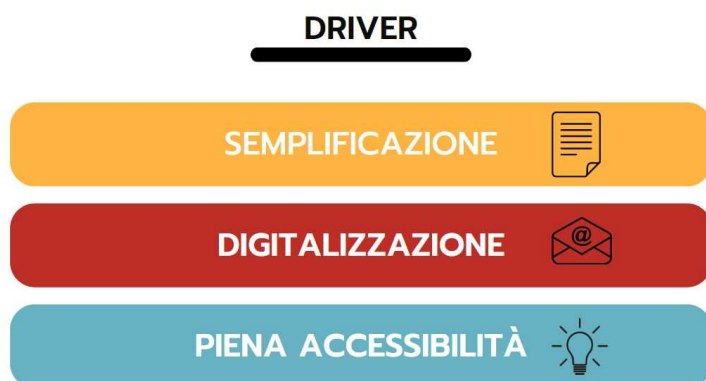 DRIVER
SEMPLIFICAZIONE
DIGITALIZZAZIONE
@
PIENA ACCESSIBILITÀ